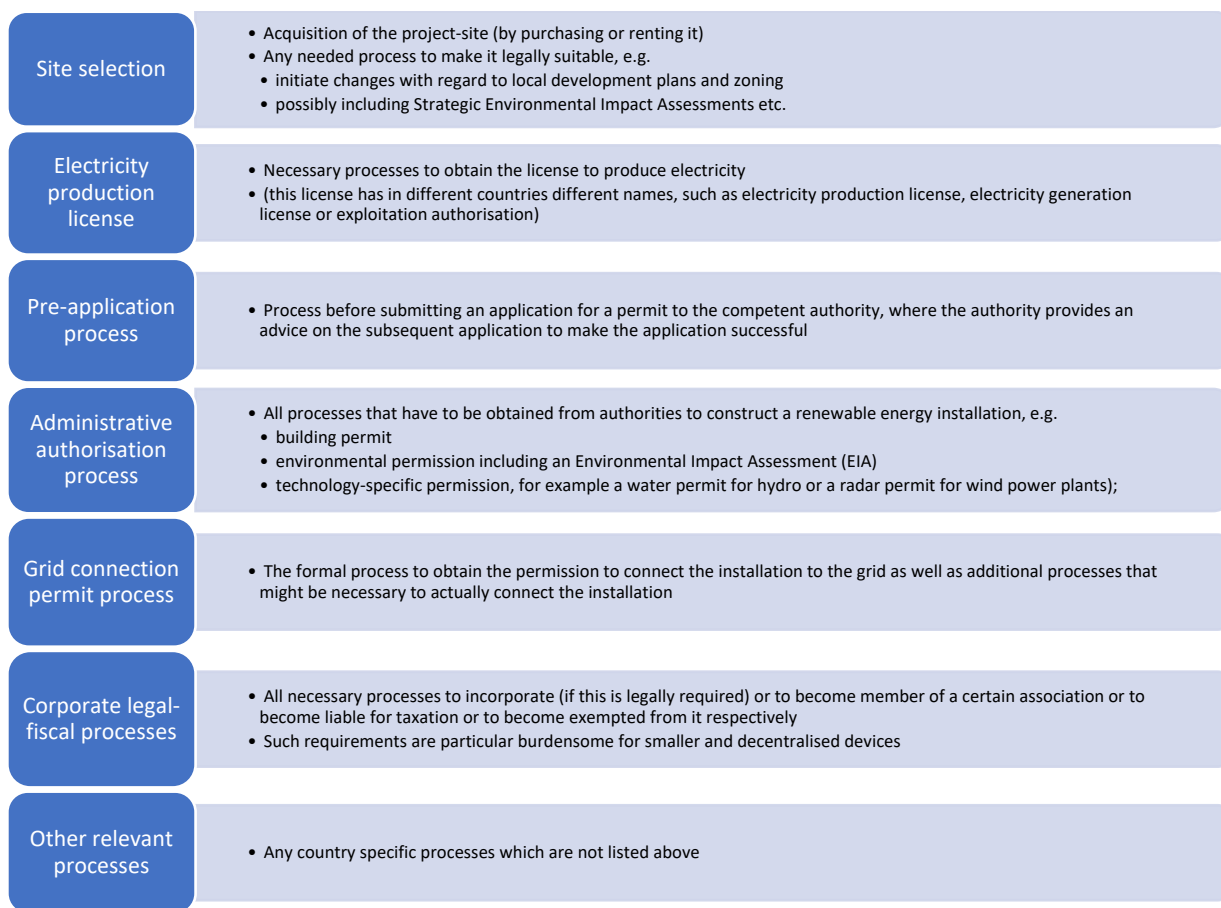 Site selection
• Acquisition of the project-site (by purchasing or renting it)
• Any needed process to make it legally suitable, e.g.
• initiate changes with regard to local development plans and zoning
• possibly including Strategic Environmental Impact Assessments etc.
Electricity
production
license
• Necessary processes to obtain the license to produce electricity
• (this license has in different countries different names, such as electricity production license, electricity generation
license or exploitation authorisation)
Pre-application
process
• Process before submitting an application for a permit to the competent authority, where the authority provides an
advice on the subsequent application to make the application successful
Administrative
authorisation
process
• All processes that have to be obtained from authorities to construct a renewable energy installation, e.g.
• building permit
• environmental permission including an Environmental Impact Assessment (EIA)
• technology-specific permission, for example a water permit for hydro or a radar permit for wind power plants);
Grid connection
permit process
• The formal process to obtain the permission to connect the installation to the grid as well as additional processes that
might be necessary to actually connect the installation
Corporate legal-
fiscal processes
• All necessary processes to incorporate (if this is legally required) or to become member of a certain association or to
become liable for taxation or to become exempted from it respectively
• Such requirements are particular burdensome for smaller and decentralised devices
Other relevant
processes
• Any country specific processes which are not listed above